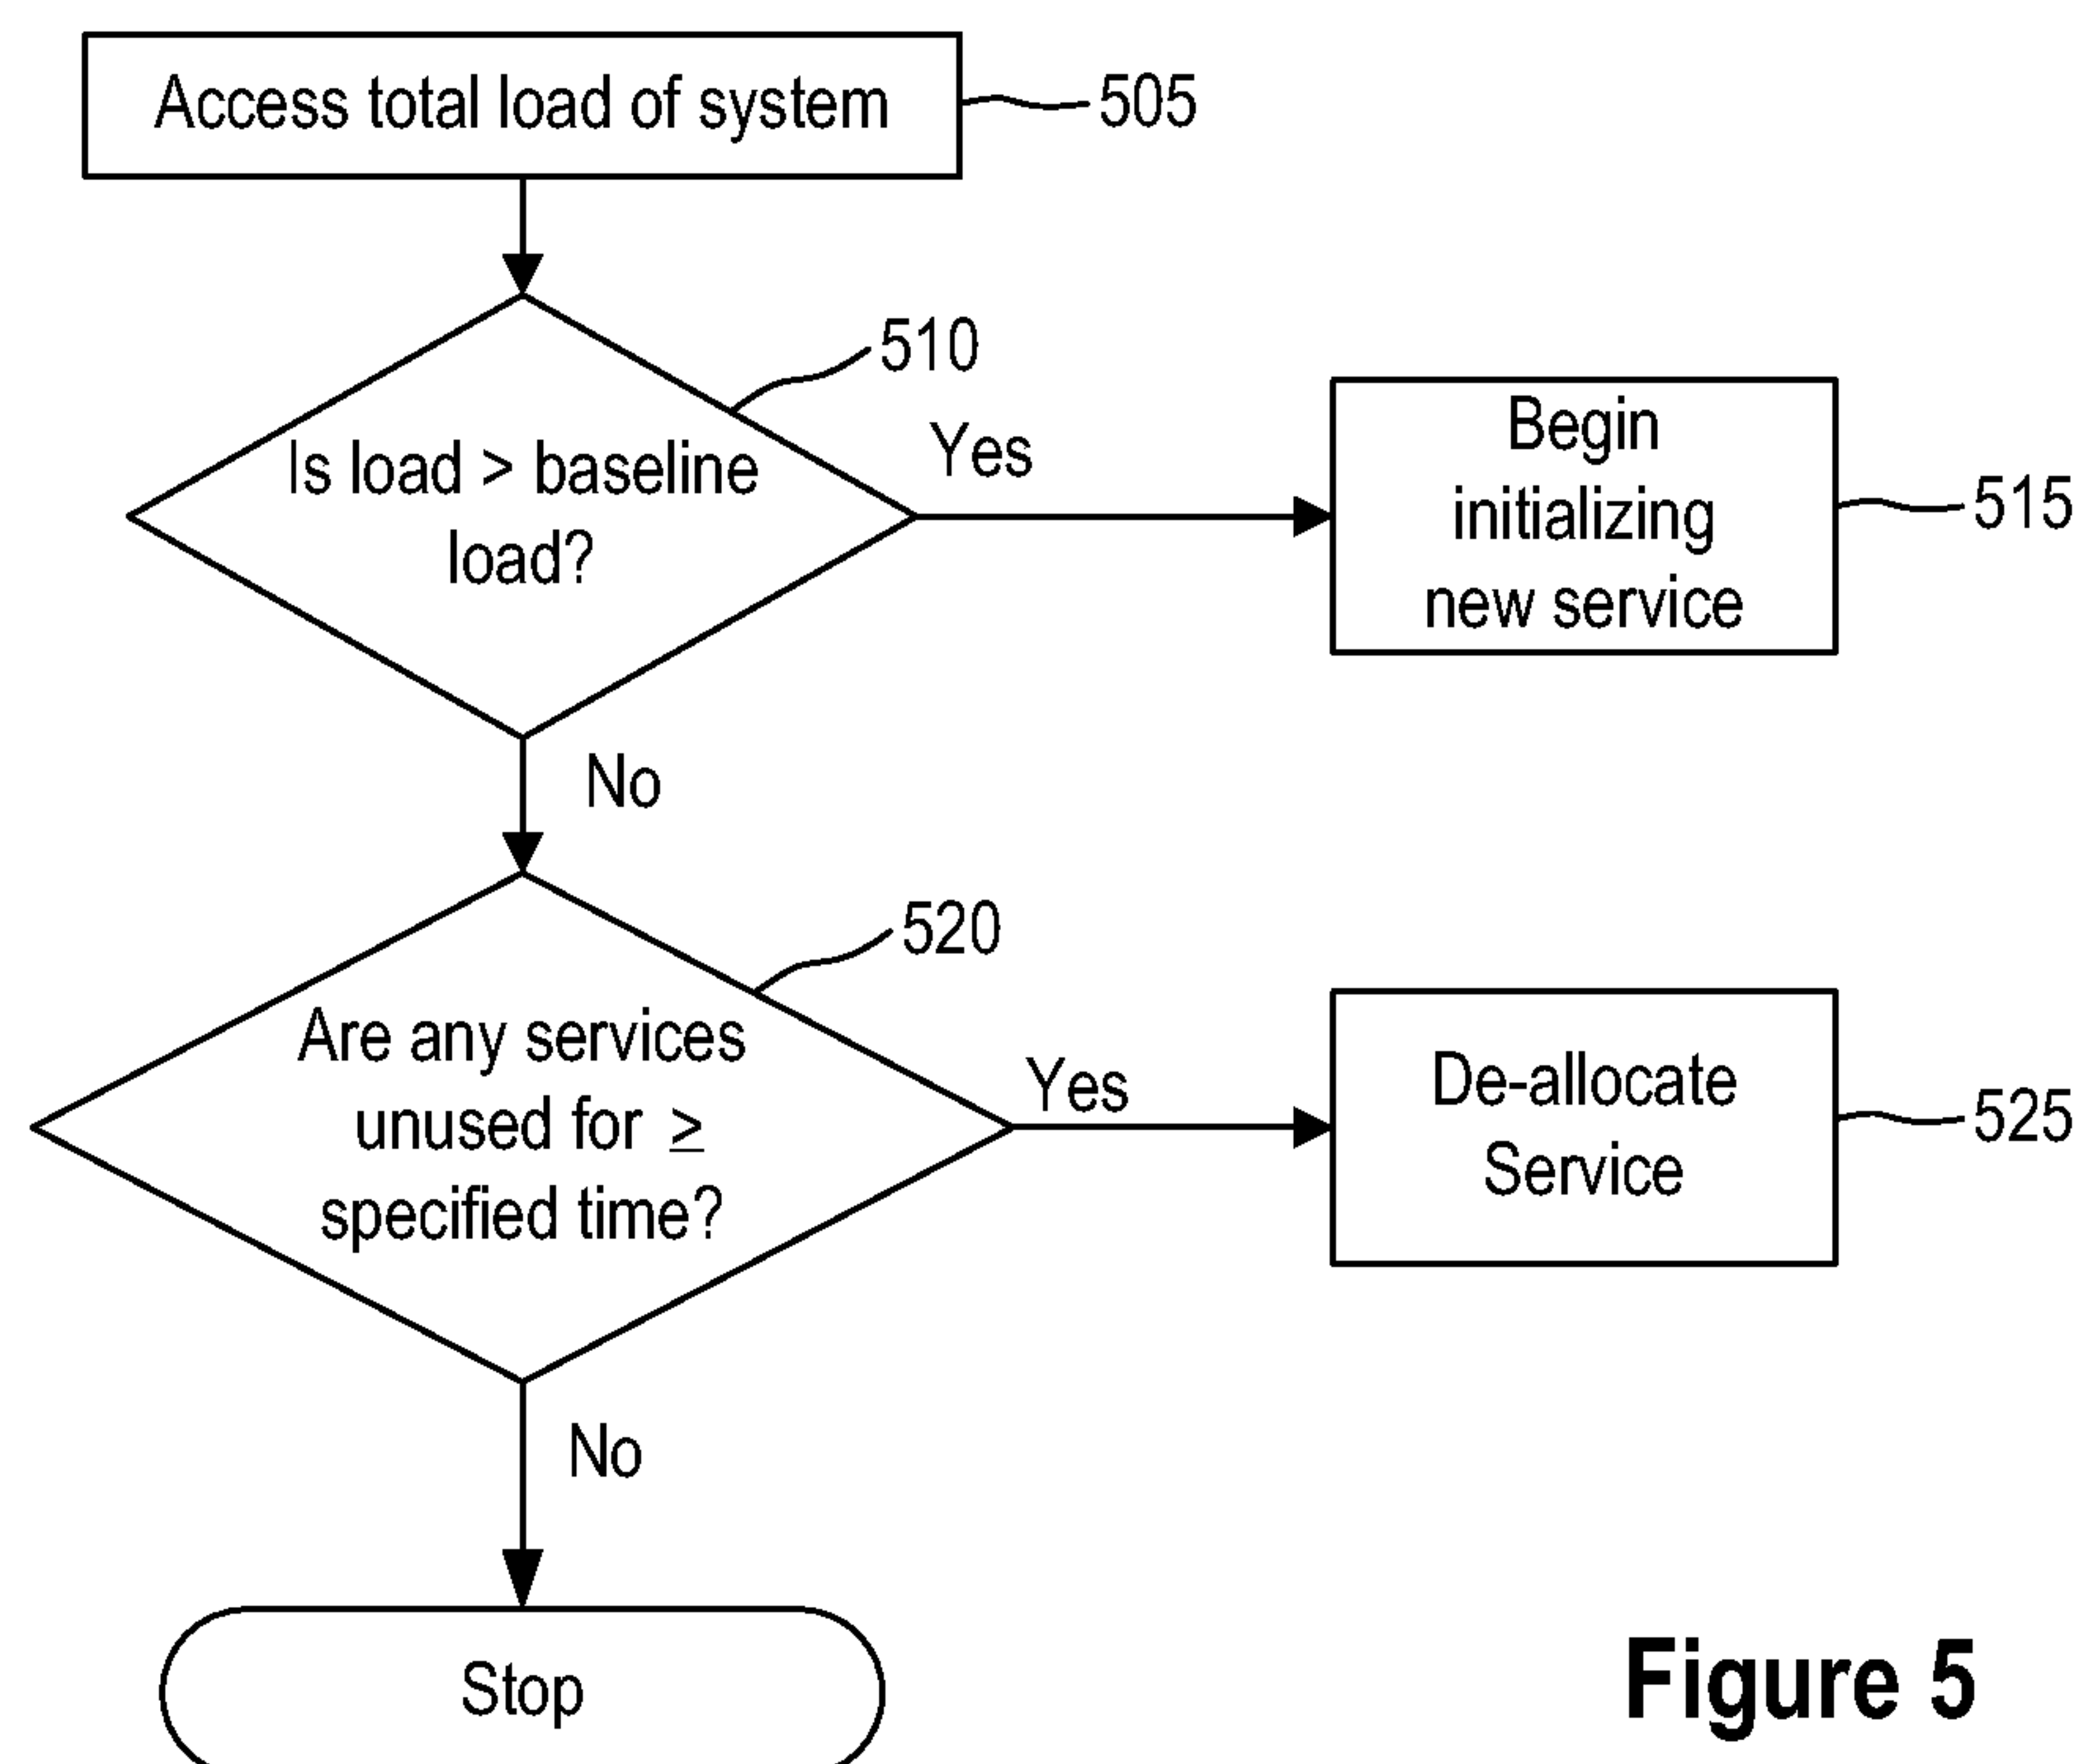 Access total load of system
505
510
Is load > baseline
load?
Yes
Begin
initializing
new service
515
No
520
Are any services
unused for ≥
specified time?
Yes
De-allocate
Service
525
No
Stop
Figure 5